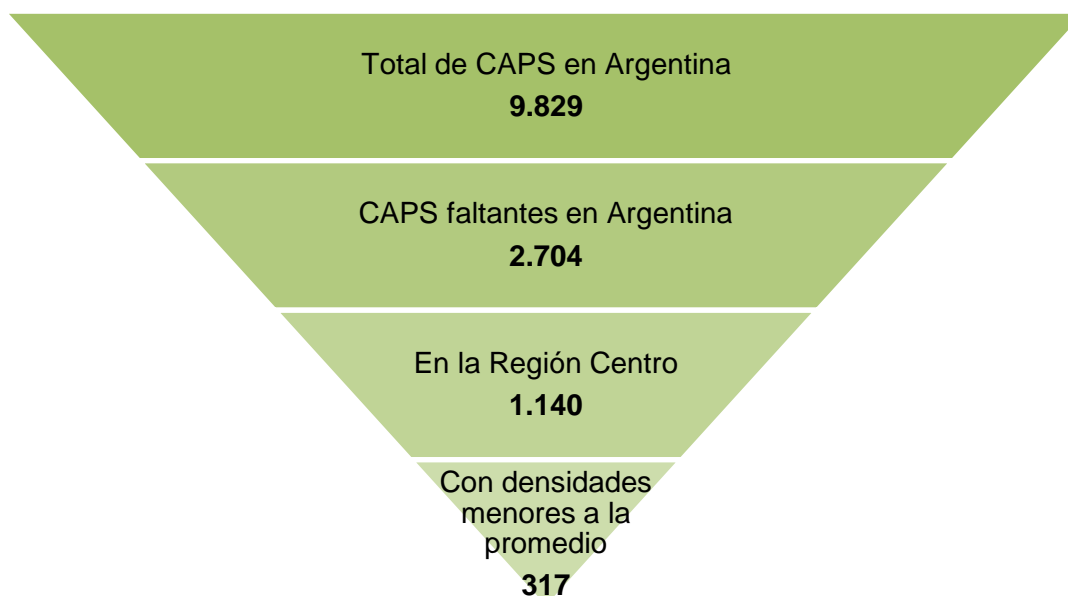 Total de CAPS en Argentina
9.829
CAPS faltantes en Argentina
2.704
En la Región Centro
1.140
Con densidades
menores a la
promedio
317